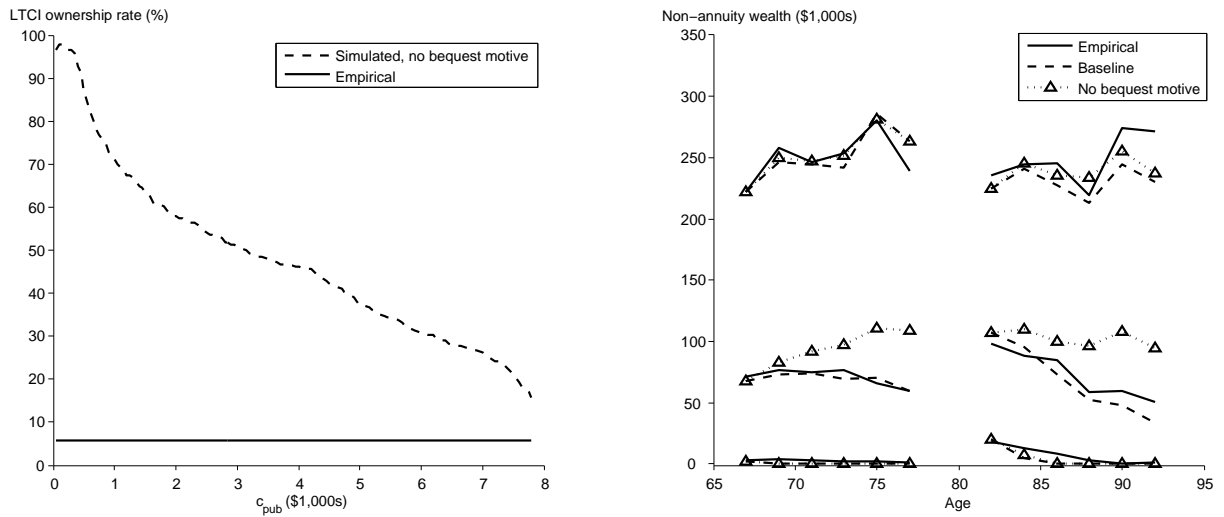 LTCI ownership rate (%)
100
90
80
70
60
50
40
30
20
10
0
0 1 2 3 4 5 6 7 8
c_pub ($1,000s)
Simulated, no bequest motive
Empirical
Non−annuity wealth ($1,000s)
350
300
250
200
150
100
50
0
65 70 75 80 85 90 95
Age
Empirical
Baseline
No bequest motive